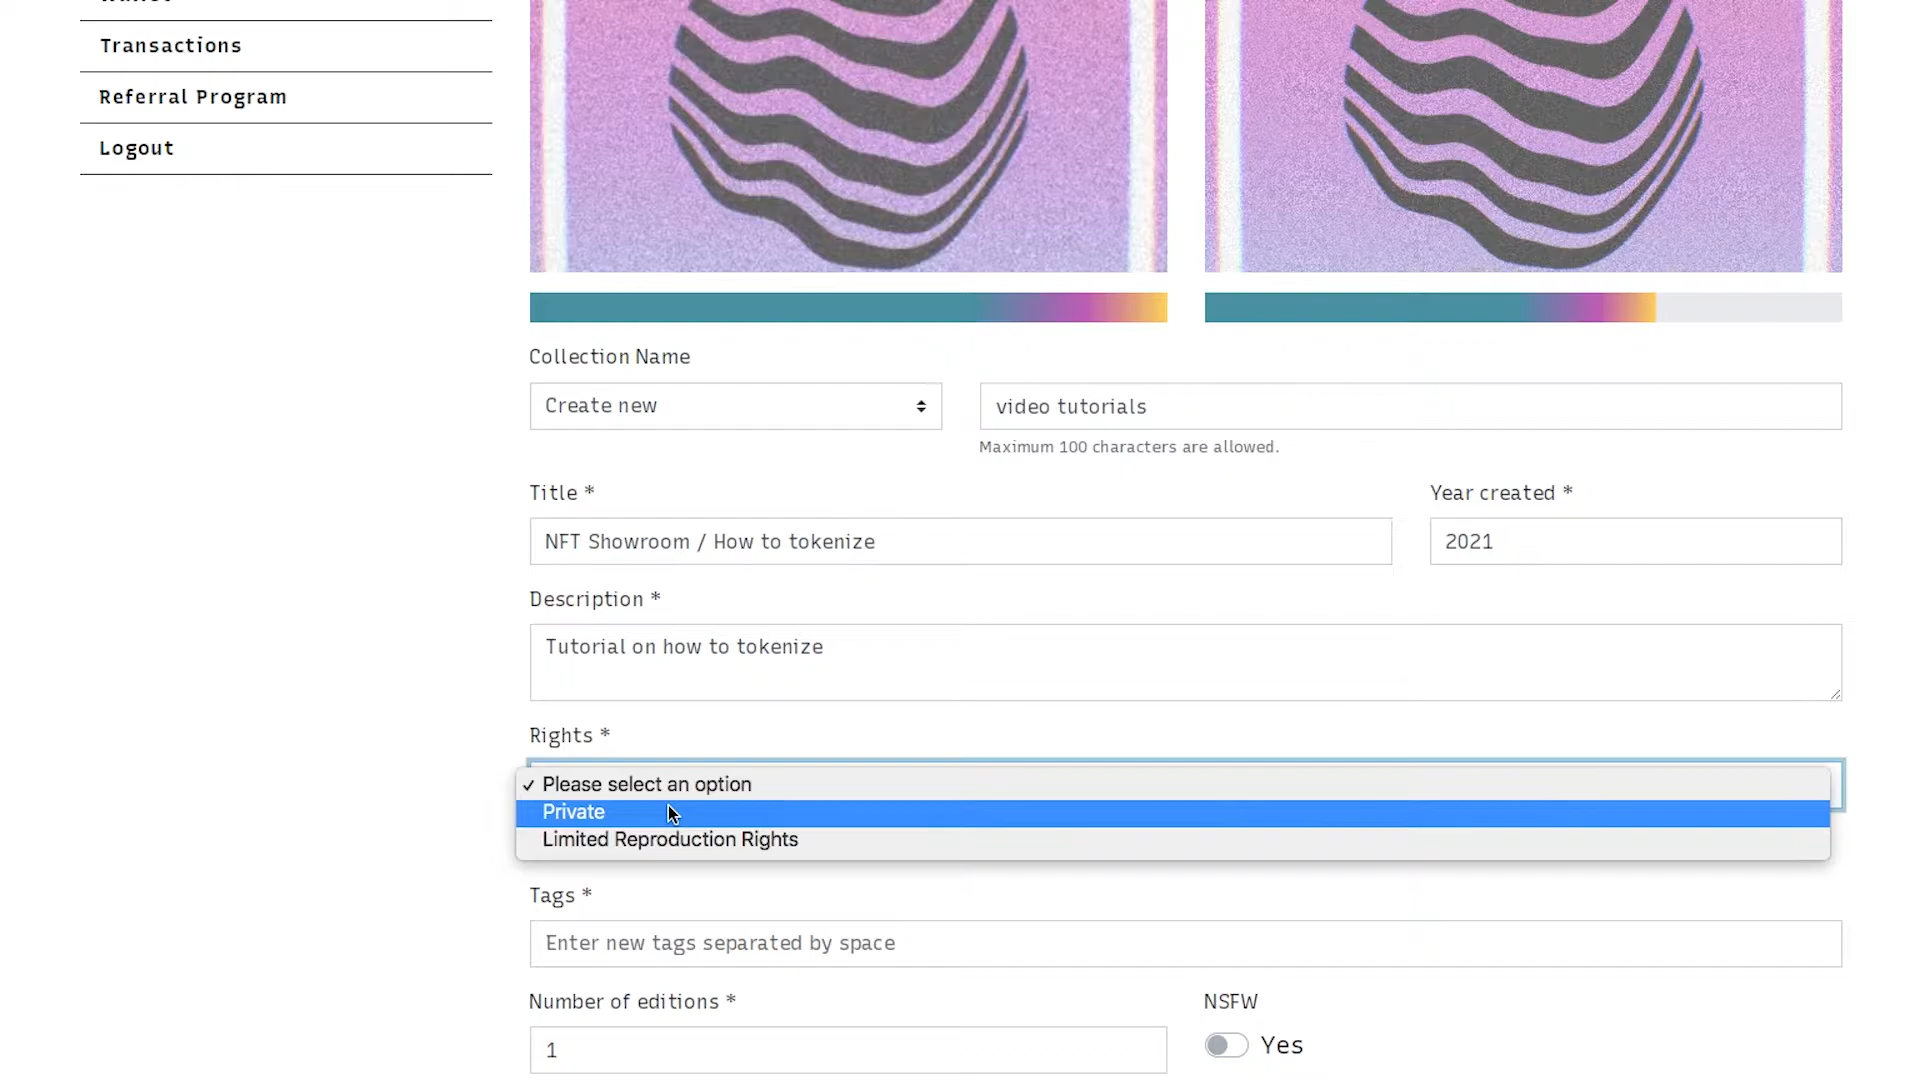 Transactions
Referral Program
Logout
Collection Name
Create new
video tutorials
Maximum 100 characters are allowed.
Title *
Year created *
NFT Showroom / How to tokenize
2021
Description *
Tutorial on how to tokenize
Rights *
✓ Please select an option
Private
Limited Reproduction Rights
Tags *
Enter new tags separated by space
Number of editions *
NSFW
1
Yes